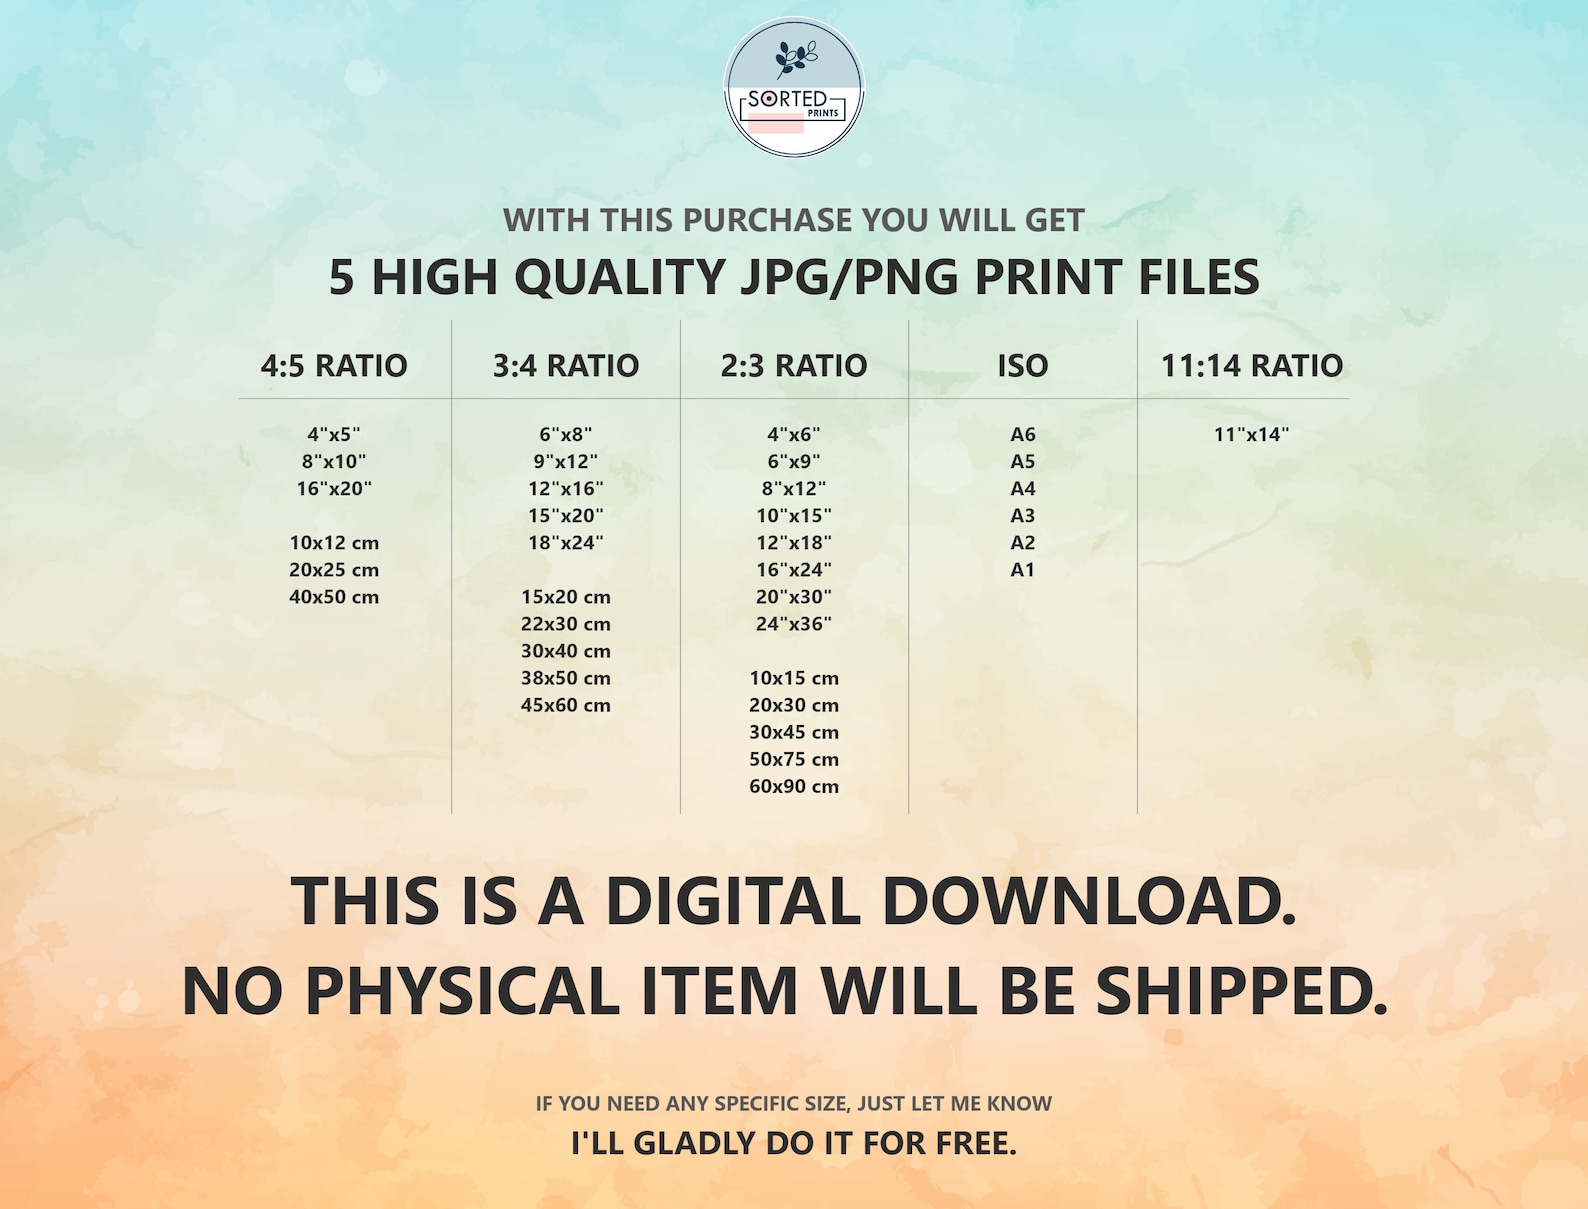 SORTED
PRINTS
WITH THIS PURCHASE YOU WILL GET
5 HIGH QUALITY JPG/PNG PRINT FILES
4:5 RATIO
4"x5"
8"x10"
16"x20"
10x12 cm
20x25 cm
40x50 cm
3:4 RATIO
6"x8"
9"x12"
12"x16"
15"x20"
18"x24"
15x20 cm
22x30 cm
30x40 cm
38x50 cm
45x60 cm
2:3 RATIO
4"x6"
6"x9"
8"x12"
10"x15"
12"x18"
16"x24"
20"x30"
24"x36"
10x15 cm
20x30 cm
30x45 cm
50x75 cm
60x90 cm
ISO
A6
A5
A4
A3
A2
A1
11:14 RATIO
11"x14"
THIS IS A DIGITAL DOWNLOAD.
NO PHYSICAL ITEM WILL BE SHIPPED.
IF YOU NEED ANY SPECIFIC SIZE, JUST LET ME KNOW
I'LL GLADLY DO IT FOR FREE.